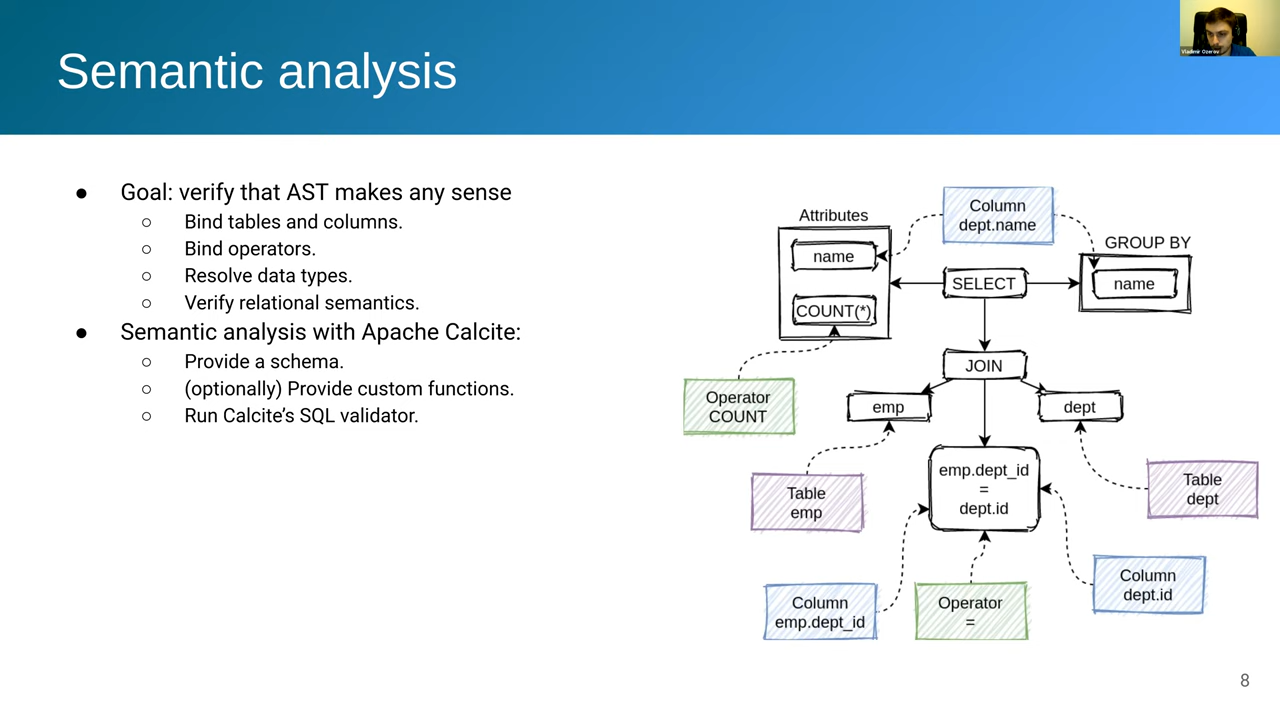 Semantic analysis
Vladimir Ozerov
● Goal: verify that AST makes any sense
○ Bind tables and columns.
○ Bind operators.
○ Resolve data types.
○ Verify relational semantics.
● Semantic analysis with Apache Calcite:
○ Provide a schema.
○ (optionally) Provide custom functions.
○ Run Calcite’s SQL validator.
Column
dept.name
Attributes
name
COUNT(*)
SELECT
GROUP BY
name
JOIN
Operator
COUNT
emp
dept
emp.dept_id
=
dept.id
Table
emp
Table
dept
Column
emp.dept_id
Operator
=
Column
dept.id
8